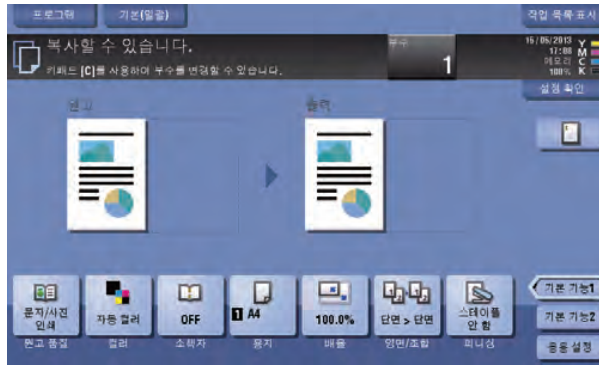 프로그램
기본(일괄)
작업 목록 표시
복사할 수 있습니다.
키패드 [C]를 사용하여 부수를 변경할 수 있습니다.
부수
1
15/05/2013
17:08
메모리
100%
Y
M
C
K
설정 확인
원고
출력
문자/사진
인쇄
자동 컬러
OFF
1 A4
100.0%
단면 > 단면
스테이플
안 함
원고 품질
컬러
소책자
용지
배율
양면/조합
피니싱
기본 기능1
기본 기능2
응용 설정